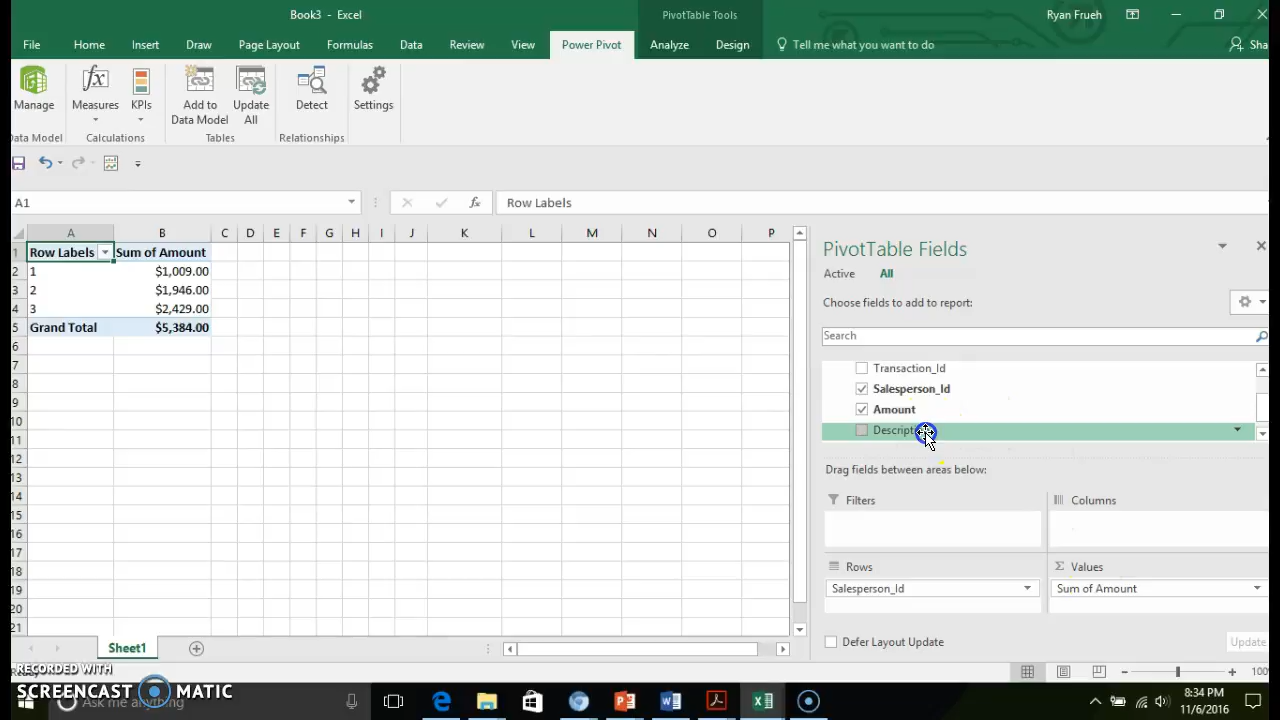 Book3 - Excel
PivotTable Tools
Ryan Frueh
File Home Insert Draw Page Layout Formulas Data Review View Power Pivot Analyze Design Tell me what you want to do Sha
Manage Measures KPIs Add to Data Model Update All Detect Settings
Data Model Calculations Tables Relationships
A1 fx Row Labels
A B C D E F G H I J K L M N O P
1 Row Labels Sum of Amount
2 1 $1,009.00
3 2 $1,946.00
4 3 $2,429.00
5 Grand Total $5,384.00
6
7
8
9
10
11
12
13
14
15
16
17
18
19
20
21
PivotTable Fields
Active All
Choose fields to add to report:
Search
Transaction_Id
Salesperson_Id
Amount
Descript
Drag fields between areas below:
Filters Columns
Rows Σ Values
Salesperson_Id Sum of Amount
Defer Layout Update Update
Sheet1
100
RECORDED WITH
SCREENCAST MATIC
Ask me anything
8:34 PM
11/6/2016